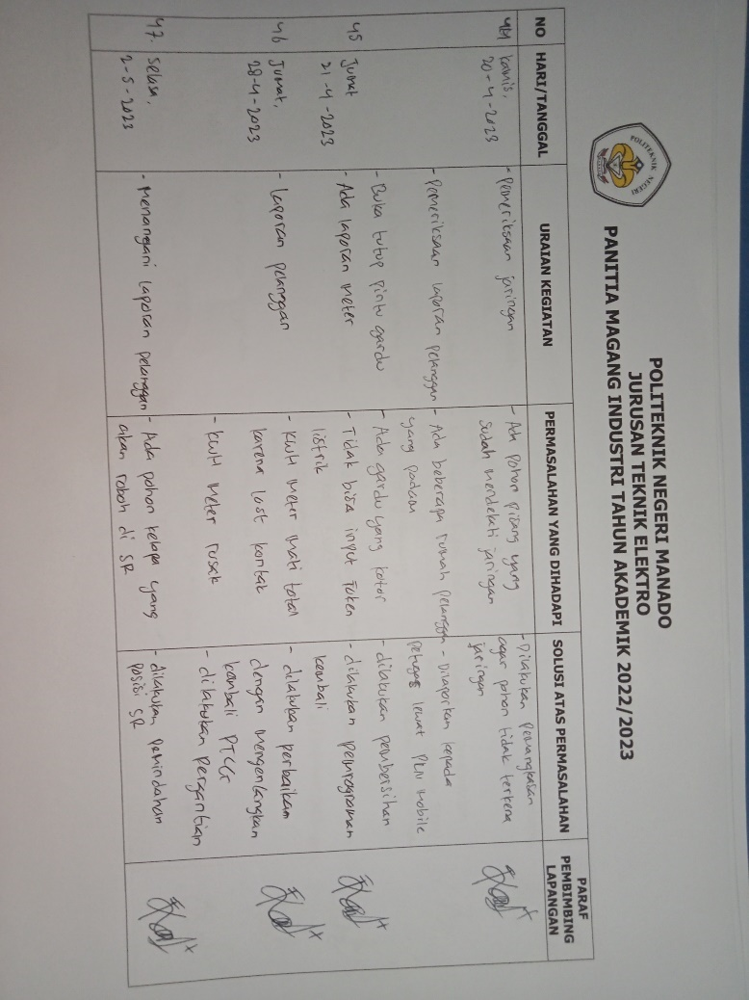 POLITEKNIK NEGERI
POLITEKNIK NEGERI MANADO
JURUSAN TEKNIK ELEKTRO
PANITIA MAGANG INDUSTRI TAHUN AKADEMIK 2022/2023
NO HARI/TANGGAL URAIAN KEGIATAN PERMASALAHAN YANG DIHADAPI SOLUSI ATAS PERMASALAHAN PARAF PEMBIMBING LAPANGAN
44 kamis, - Pemeriksaan jaringan - Ada pohon pisang yang - Dilakukan pemangkasan
20-4-2023 sudah mendekati jaringan agar pohon tidak terkena
jaringan
- Pemeriksaan laporan pelanggan - Ada beberapa rumah pelanggan - Dilaporkan kepada
yang padam petugas lewat PLN mobile
- Buka tutup pintu gardu - Ada gardu yang kotor - dilakukan pembersihan
45 Jumat - Ada laporan meter - Tidak bisa input Token - dilakukan pemrograman
21-4-2023 listrik kembali
46 Jumat, - laporan pelanggan - KWH meter mati total - dilakukan perbaikan
28-4-2023 karena lost kontak dengan mengencangkan
kembali
- KWH meter rusak - dilakukan pergantian
47. Selasa, - Menangani laporan pelanggan - Ada pohon kelapa yang - dilakukan pemindahan
2-5-2023 akan roboh di SR posisi SR